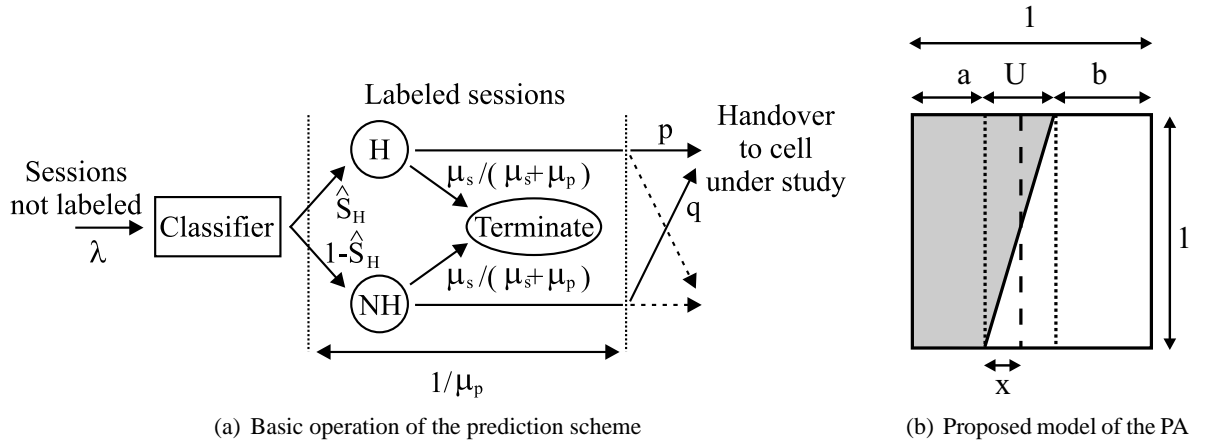 Labeled sessions
Sessions
not labeled
λ
Classifier
Ŝ_H
1-Ŝ_H
H
NH
μ_s/(μ_s+μ_p)
Terminate
μ_s/(μ_s+μ_p)
1/μ_p
p
q
Handover
to cell
under study
(a) Basic operation of the prediction scheme
1
a U b
1
x
(b) Proposed model of the PA